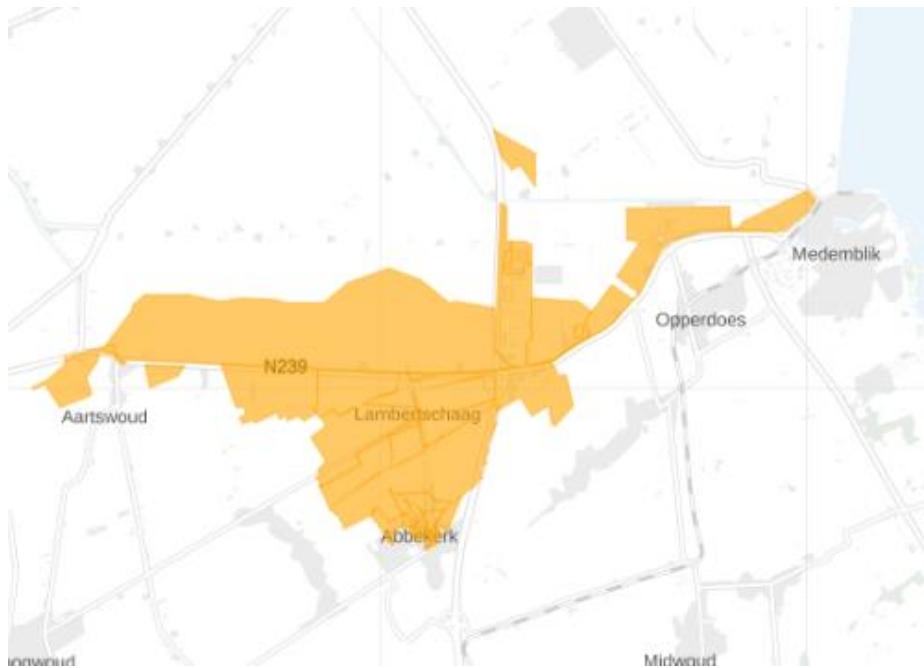 Medemblik
Opperdoes
N239
Aartswoud
Lambertschaag
Abbekerk
Midwoud